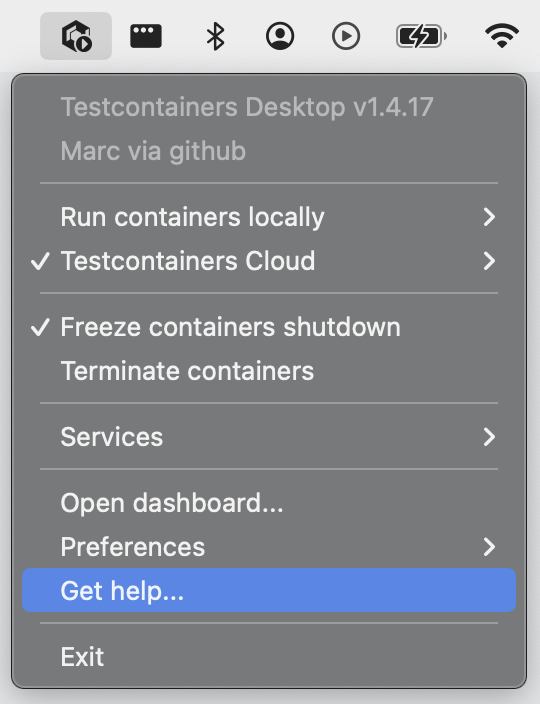 Testcontainers Desktop v1.4.17
Marc via github
Run containers locally
Testcontainers Cloud
Freeze containers shutdown
Terminate containers
Services
Open dashboard...
Preferences
Get help...
Exit